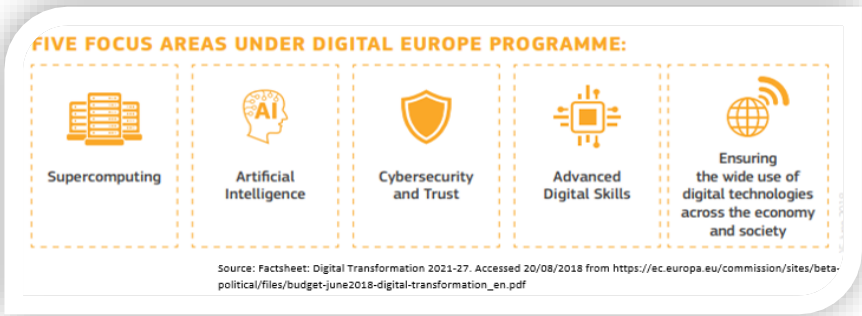 FIVE FOCUS AREAS UNDER DIGITAL EUROPE PROGRAMME:
Supercomputing
AI
Artificial
Intelligence
Cybersecurity
and Trust
Advanced
Digital Skills
Ensuring
the wide use of
digital technologies
across the economy
and society
Source: Factsheet: Digital Transformation 2021-27. Accessed 20/08/2018 from https://ec.europa.eu/commission/sites/beta-
political/files/budget-june2018-digital-transformation_en.pdf